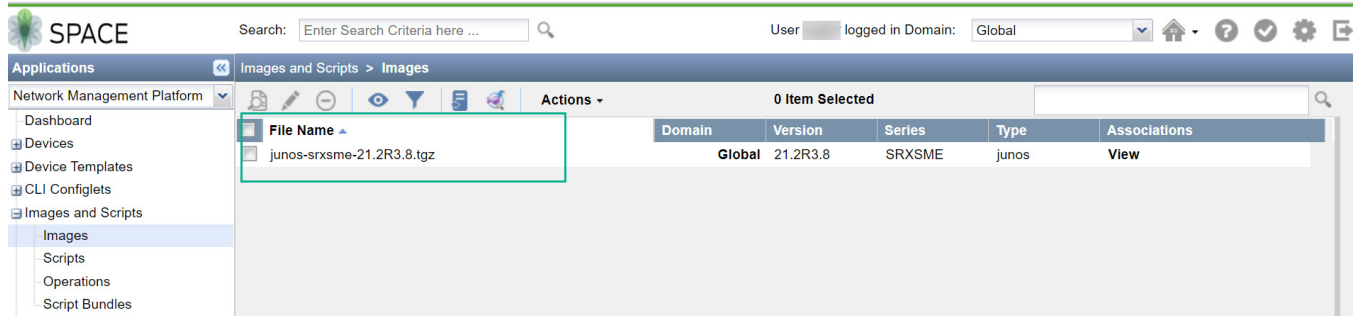 SPACE
Search: Enter Search Criteria here ...
User logged in Domain: Global
Applications
Images and Scripts > Images
Network Management Platform
Actions
0 Item Selected
Dashboard
Devices
Device Templates
CLI Configlets
Images and Scripts
Images
Scripts
Operations
Script Bundles
File Name Domain Version Series Type Associations
junos-srxsme-21.2R3.8.tgz Global 21.2R3.8 SRXSME junos View